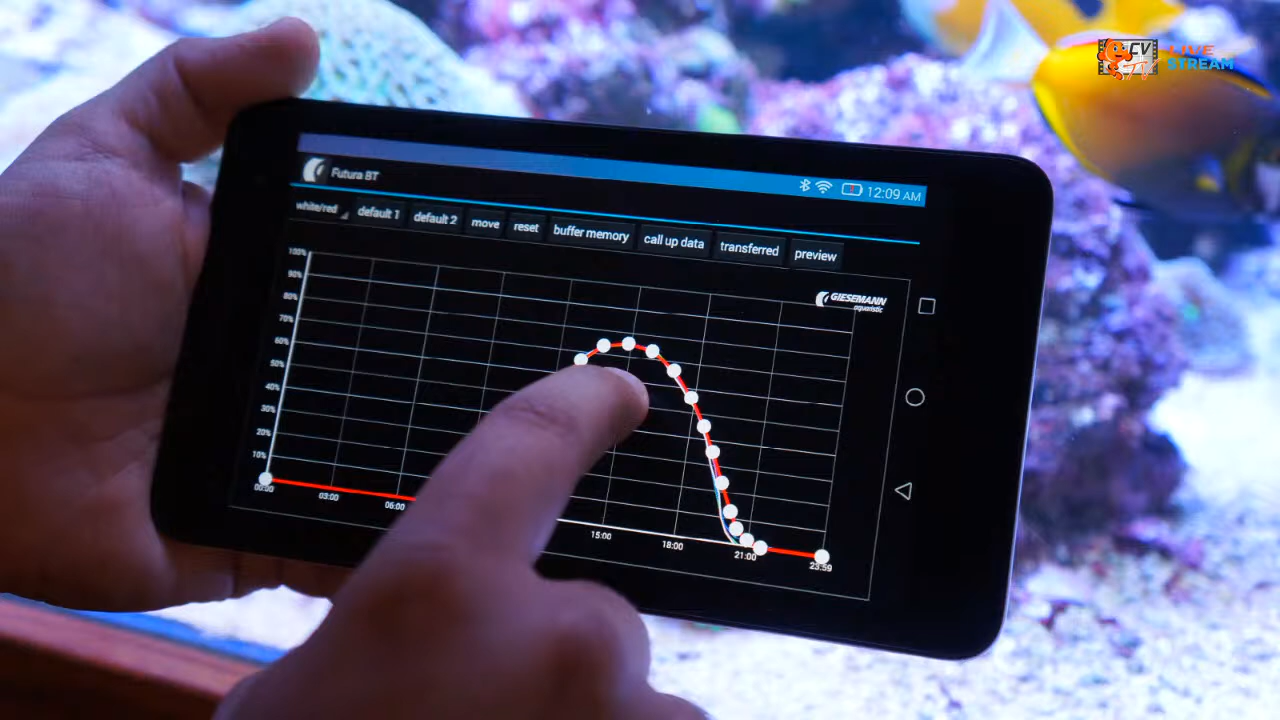 CV
TV
LIVE
STREAM
Futura BT
12:09 AM
white/red
default 1
default 2
move
reset
buffer memory
call up data
transferred
preview
GIESEMANN
aquaristic
100%
90%
80%
70%
60%
50%
40%
30%
20%
10%
00:00
03:00
06:00
15:00
18:00
21:00
23:59